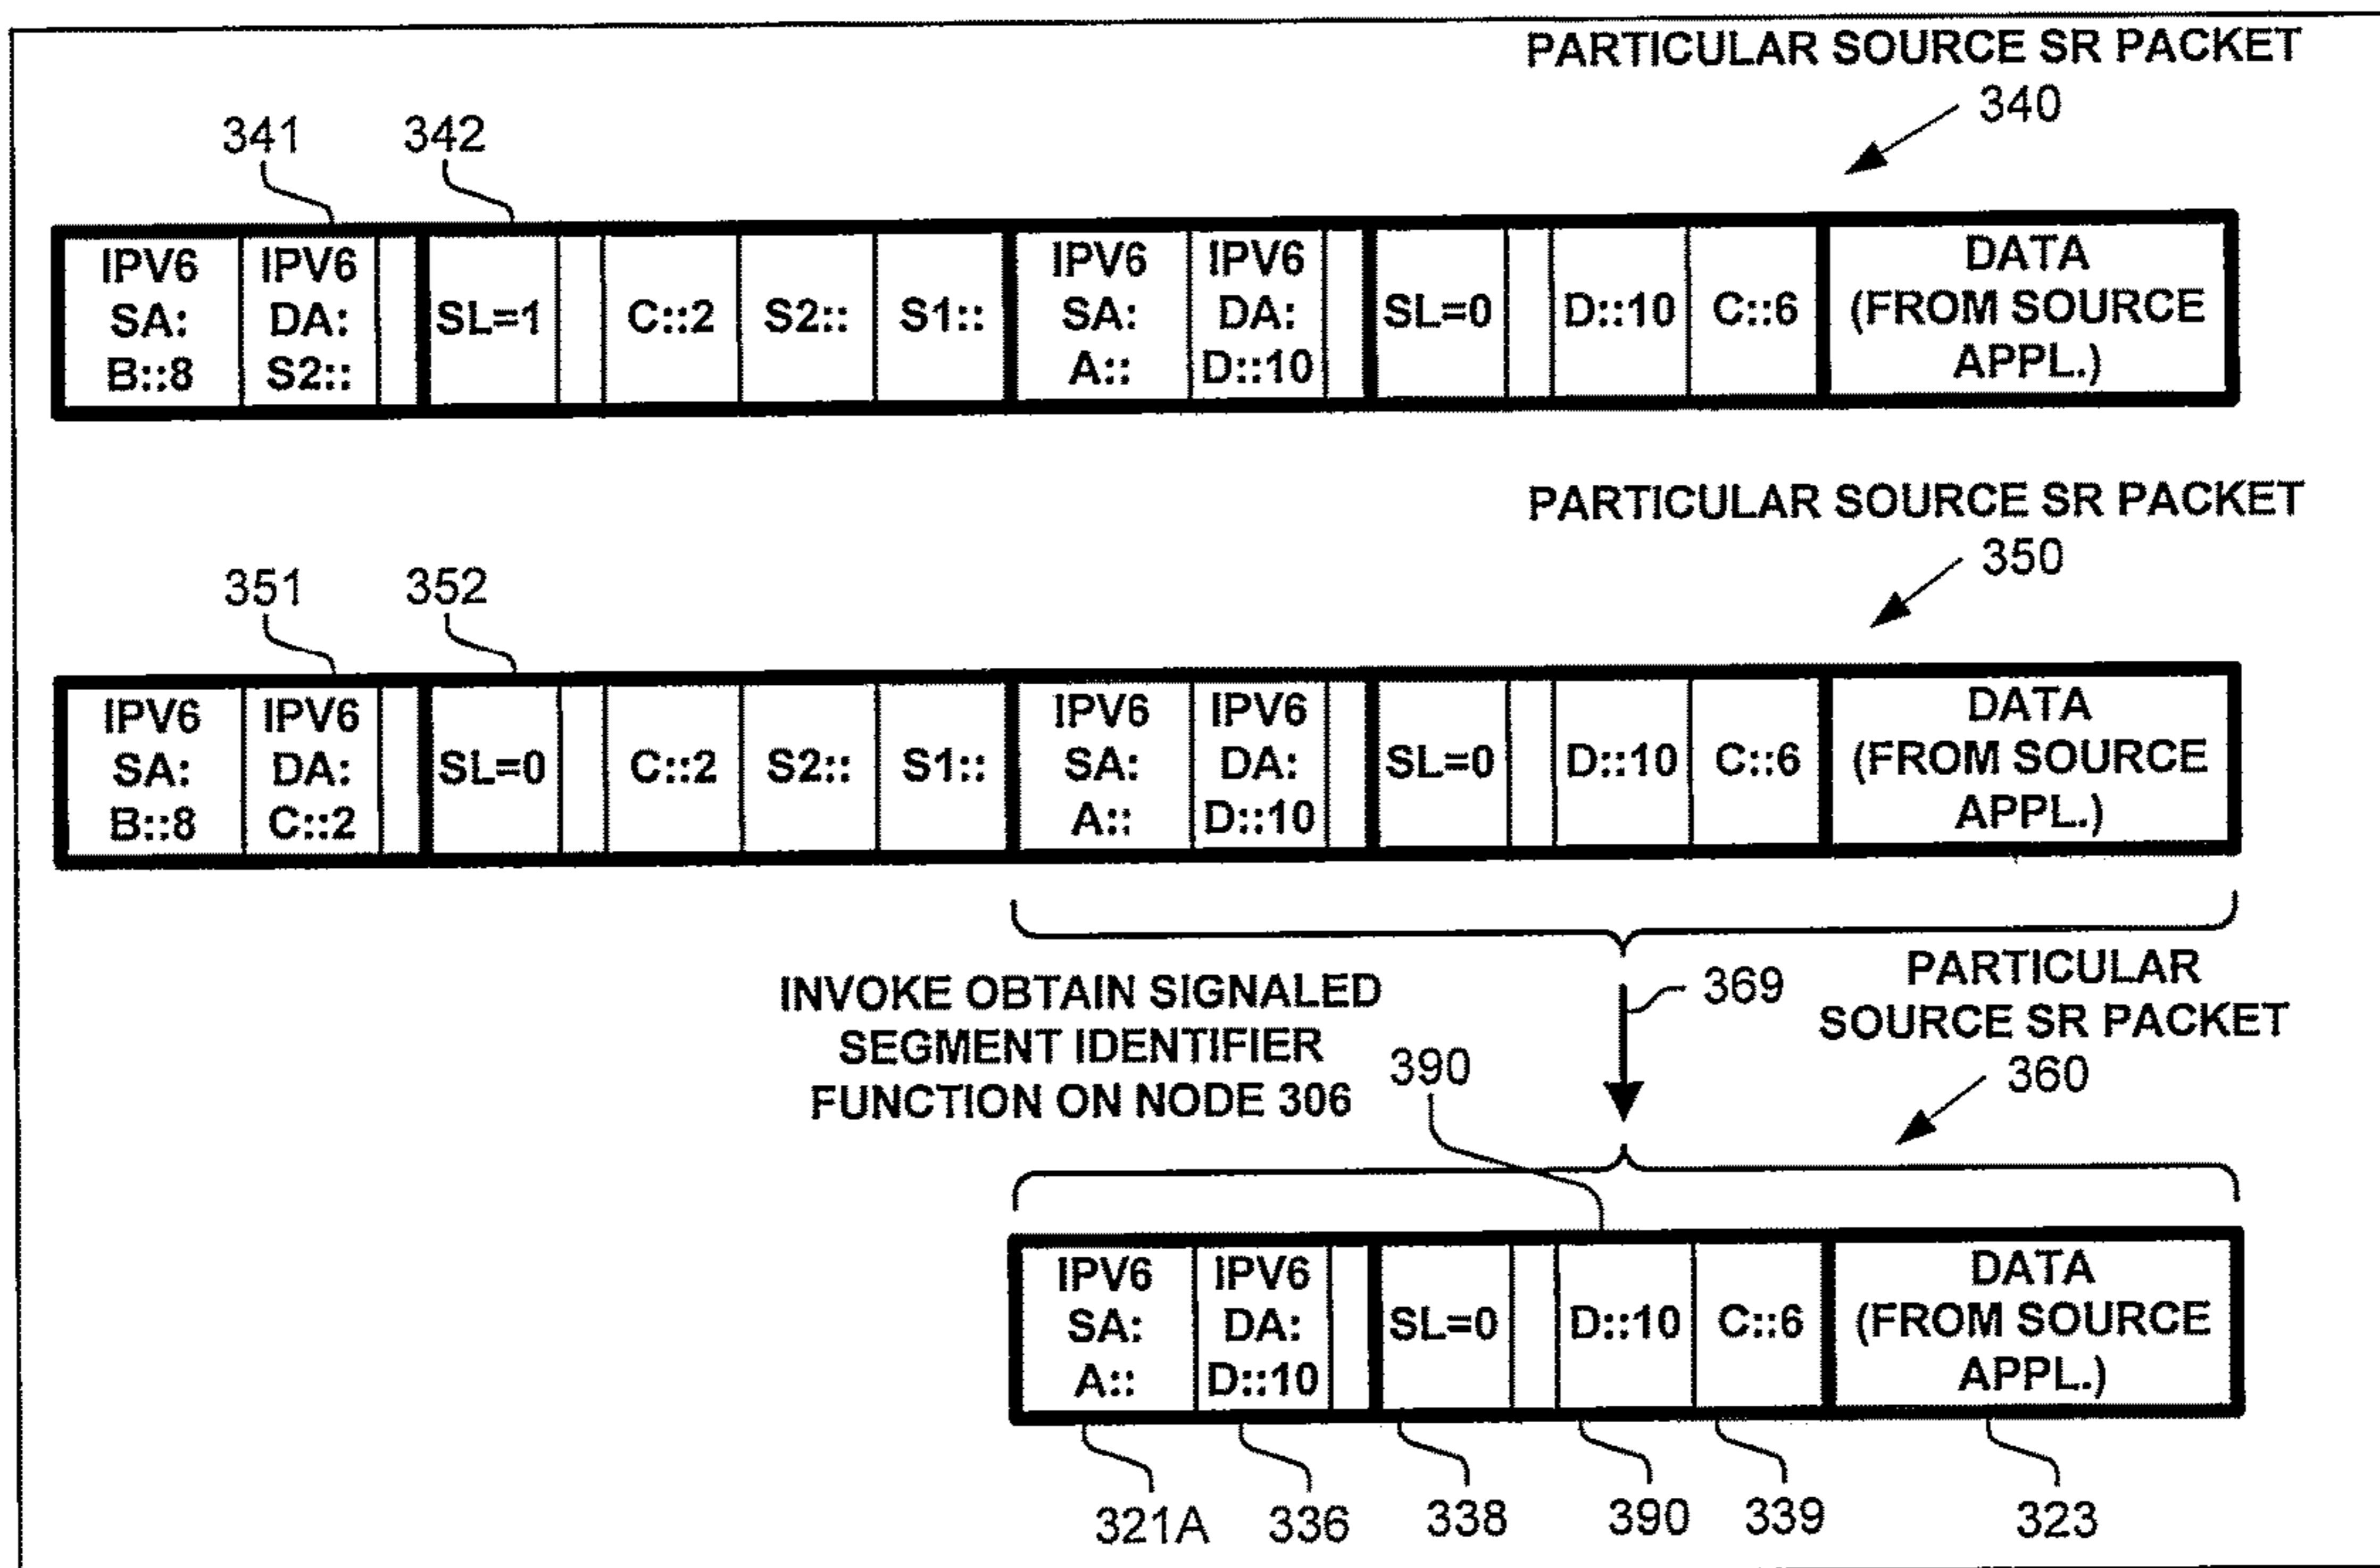 PARTICULAR SOURCE SR PACKET
340
341
342
IPV6
SA:
B::8
IPV6
DA:
S2::
SL=1
C::2
S2::
S1::
IPV6
SA:
A::
IPV6
DA:
D::10
SL=0
D::10
C::6
DATA
(FROM SOURCE
APPL.)
PARTICULAR SOURCE SR PACKET
350
351
352
IPV6
SA:
B::8
IPV6
DA:
C::2
SL=0
C::2
S2::
S1::
IPV6
SA:
A::
IPV6
DA:
D::10
SL=0
D::10
C::6
DATA
(FROM SOURCE
APPL.)
INVOKE OBTAIN SIGNALED
SEGMENT IDENTIFIER
FUNCTION ON NODE 306
369
PARTICULAR
SOURCE SR PACKET
360
390
IPV6
SA:
A::
IPV6
DA:
D::10
SL=0
D::10
C::6
DATA
(FROM SOURCE
APPL.)
321A
336
338
390
339
323